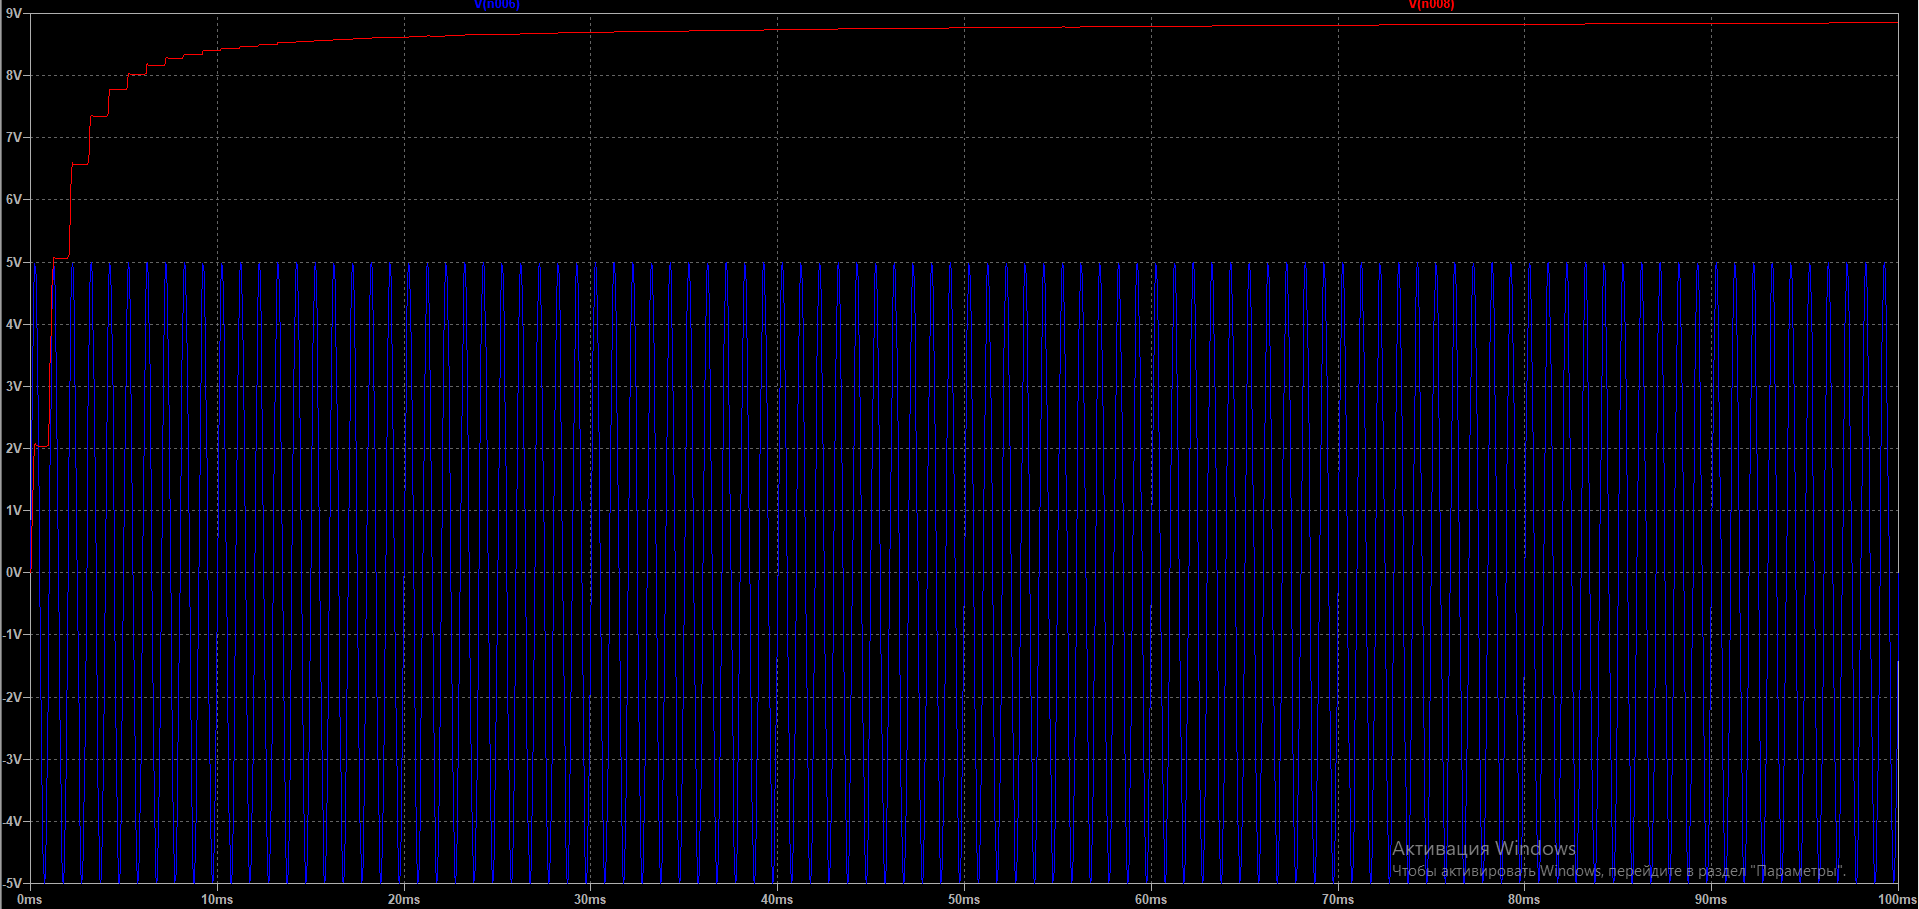 V(n006) V(n008)
9V
8V
7V
6V
5V
4V
3V
2V
1V
0V
-1V
-2V
-3V
-4V
-5V
0ms 10ms 20ms 30ms 40ms 50ms 60ms 70ms 80ms 90ms 100ms
Активация Windows
Чтобы активировать Windows, перейдите в раздел "Параметры".